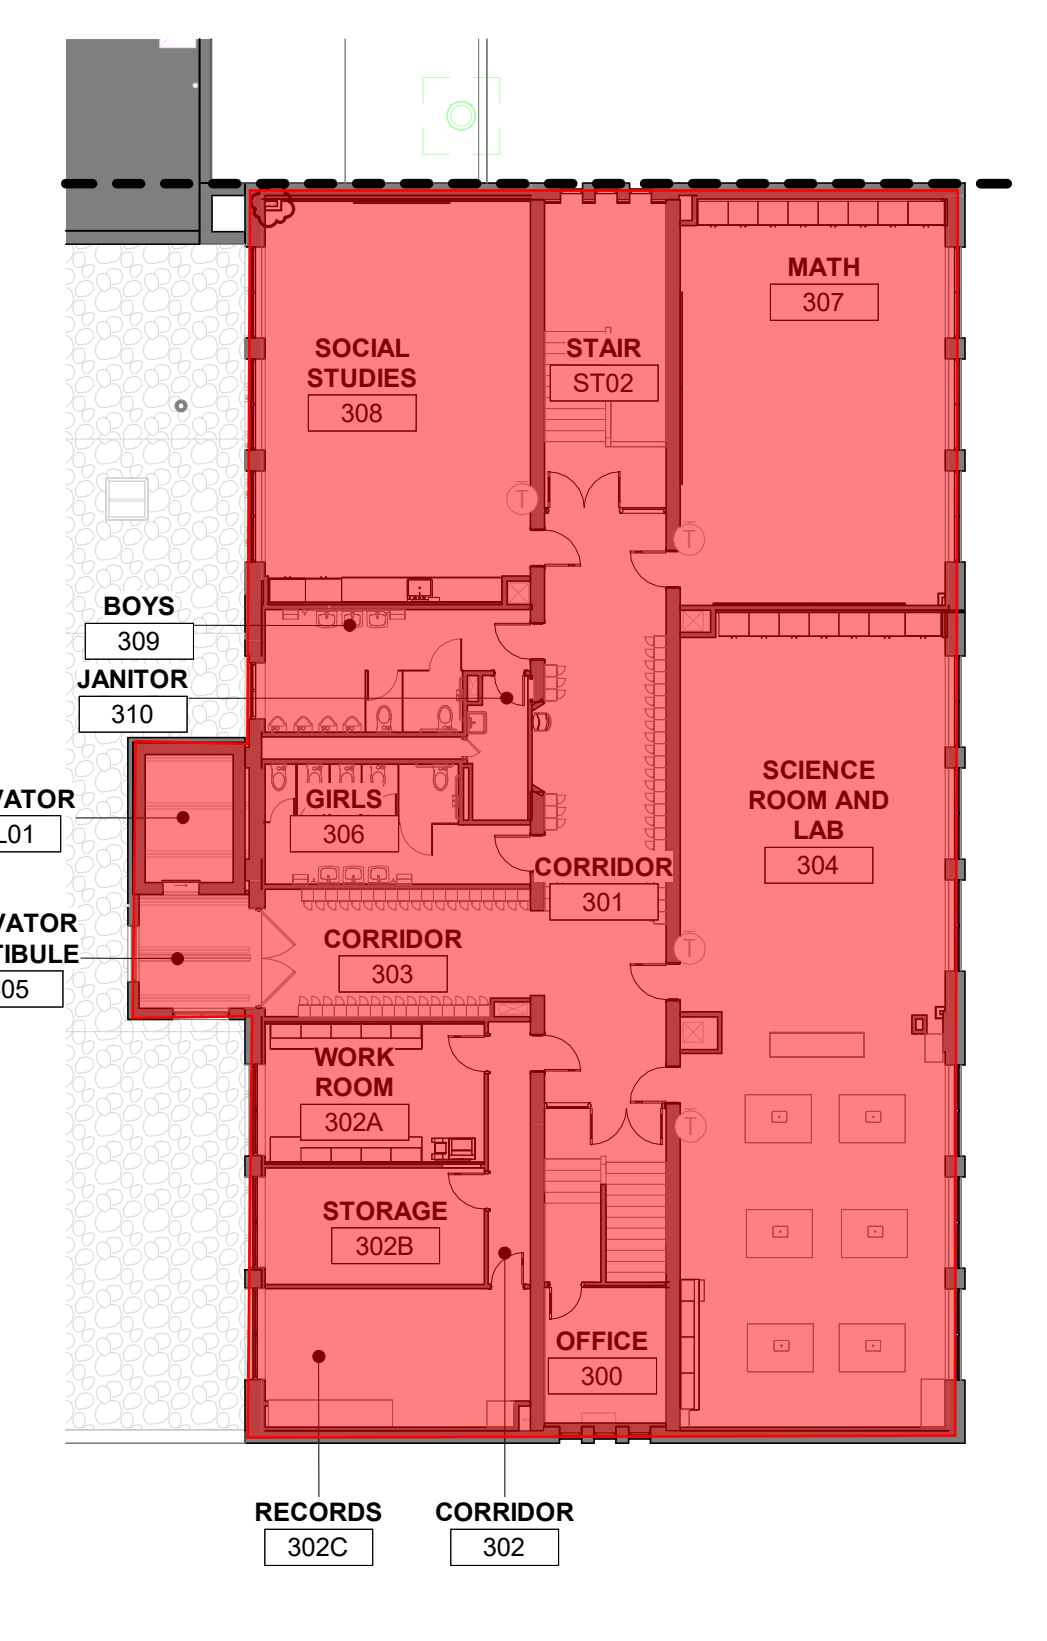 MATH
307
SOCIAL
STUDIES
308
STAIR
ST02
T
T
BOYS
309
JANITOR
310
VATOR
L01
GIRLS
306
SCIENCE
ROOM AND
LAB
304
CORRIDOR
301
VATOR
TIBULE
05
CORRIDOR
303
T
WORK
ROOM
302A
T
STORAGE
302B
OFFICE
300
RECORDS
302C
CORRIDOR
302